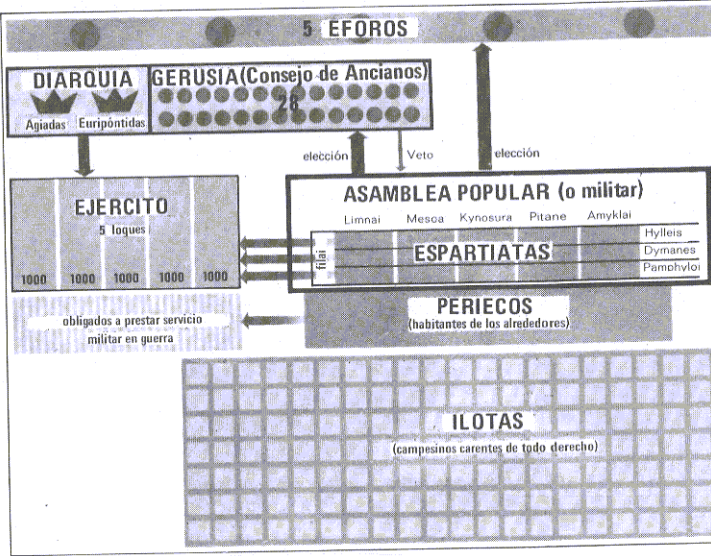 5 EFOROS
DIARQUIA
Agiadas Euripóntidas
GERUSIA (Consejo de Ancianos)
28
elección
Veto
elección
EJERCITO
5 loques
1000 1000 1000 1000 1000
ASAMBLEA POPULAR (o militar)
Limnai Mesoa Kynosura Pitane Amyklai
filai
ESPARTIATAS
Hylleis
Dymanes
Pamphyloi
obligados a prestar servicio
militar en guerra
PERIECOS
(habitantes de los alrededores)
ILOTAS
(campesinos carentes de todo derecho)